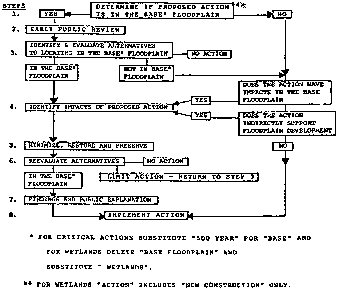 STEPS
DETERMINE IF PROPOSED ACTION**
1.
YES
IS IN THE BASE* FLOODPLAIN
NO
2.
EARLY PUBLIC REVIEW
3.
IDENTIFY & EVALUATE ALTERNATIVES
TO LOCATING IN THE BASE* FLOODPLAIN
NO ACTION
IN THE BASE*
FLOODPLAIN
NOT IN BASE*
FLOODPLAIN
DOES THE ACTION HAVE
IMPACTS IN THE BASE
FLOODPLAIN
YES
4.
IDENTIFY IMPACTS OF PROPOSED ACTION
YES
DOES THE ACTION
INDIRECTLY SUPPORT
FLOODPLAIN DEVELOPMENT
5.
MINIMIZE, RESTORE AND PRESERVE
NO
6.
REEVALUATE ALTERNATIVES
NO ACTION
IN THE BASE*
FLOODPLAIN
LIMIT ACTION - RETURN TO STEP 3
7.
FINDINGS AND PUBLIC EXPLANATION
8.
IMPLEMENT ACTION
* FOR CRITICAL ACTIONS SUBSTITUTE "500 YEAR" FOR "BASE" AND
FOR WETLANDS DELETE "BASE FLOODPLAIN" AND
SUBSTITUTE "WETLANDS".
** FOR WETLANDS "ACTION" INCLUDES "NEW CONSTRUCTION" ONLY.